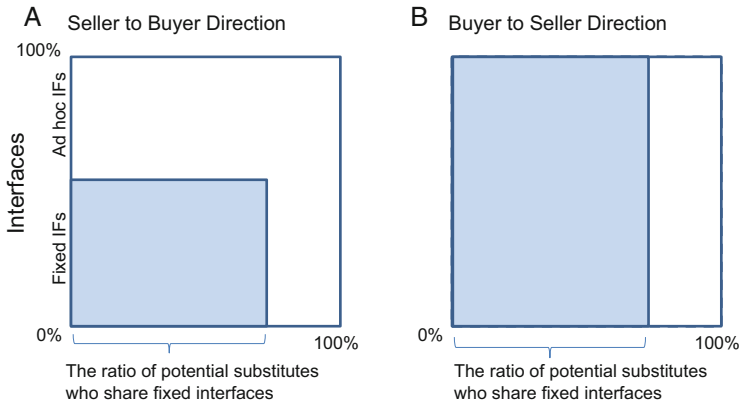 A
Seller to Buyer Direction
100%
Interfaces
Ad hoc IFs
Fixed IFs
0%
100%
The ratio of potential substitutes
who share fixed interfaces
B
Buyer to Seller Direction
0%
100%
The ratio of potential substitutes
who share fixed interfaces